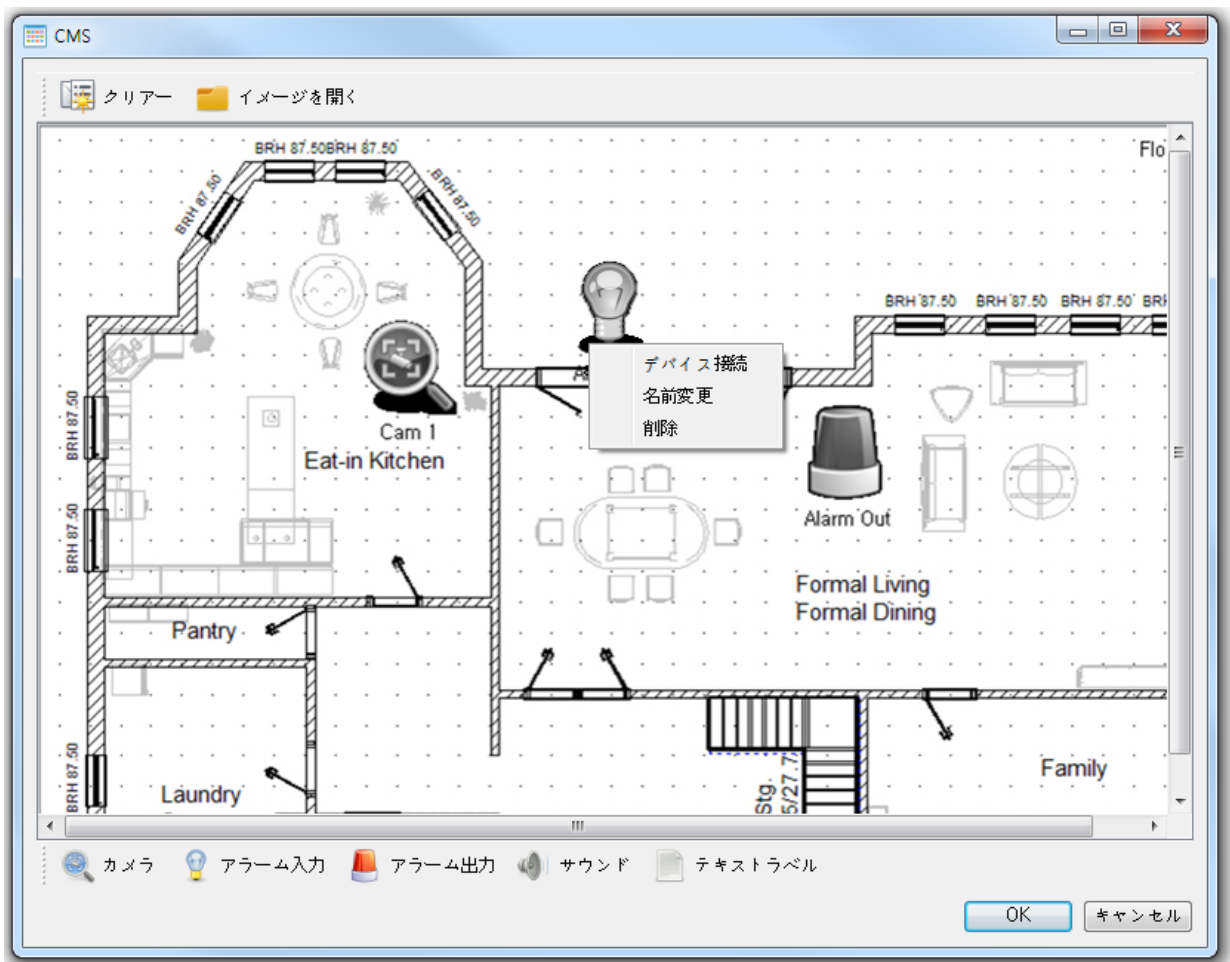 CMS
クリアー イメージを開く
BRH 87.50BRH 87.50
Flo
BRH 87.50
BRH 87.50
BRH 87.50 BRH 87.50 BRH 87.50 BRH
デバイス接続
名前変更
削除
BRH 87.50
Cam 1
Eat-in Kitchen
Alarm Out
BRH 87.50
Formal Living
Formal Dining
Pantry
BRH 87.50
Laundry
Stg.
5/27.7
Family
カメラ アラーム入力 アラーム出力 サウンド テキストラベル
OK キャンセル